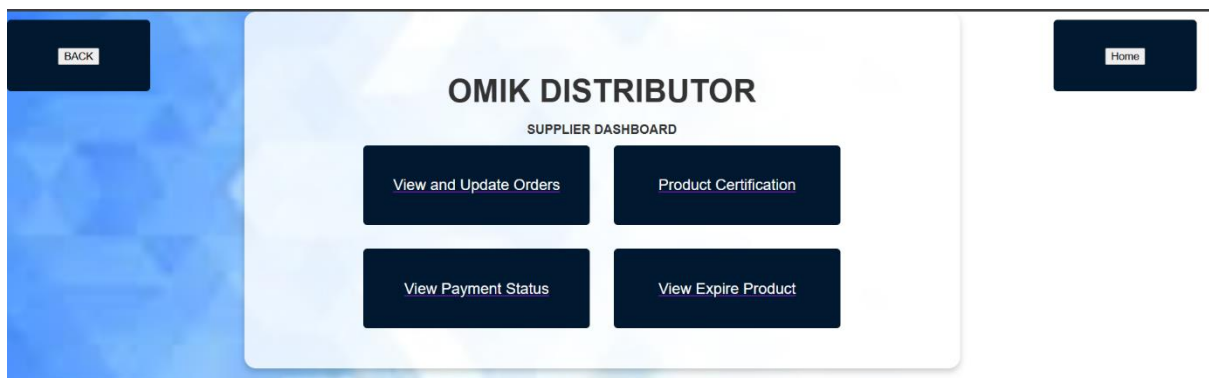 BACK
Home
OMIK DISTRIBUTOR
SUPPLIER DASHBOARD
View and Update Orders
Product Certification
View Payment Status
View Expire Product